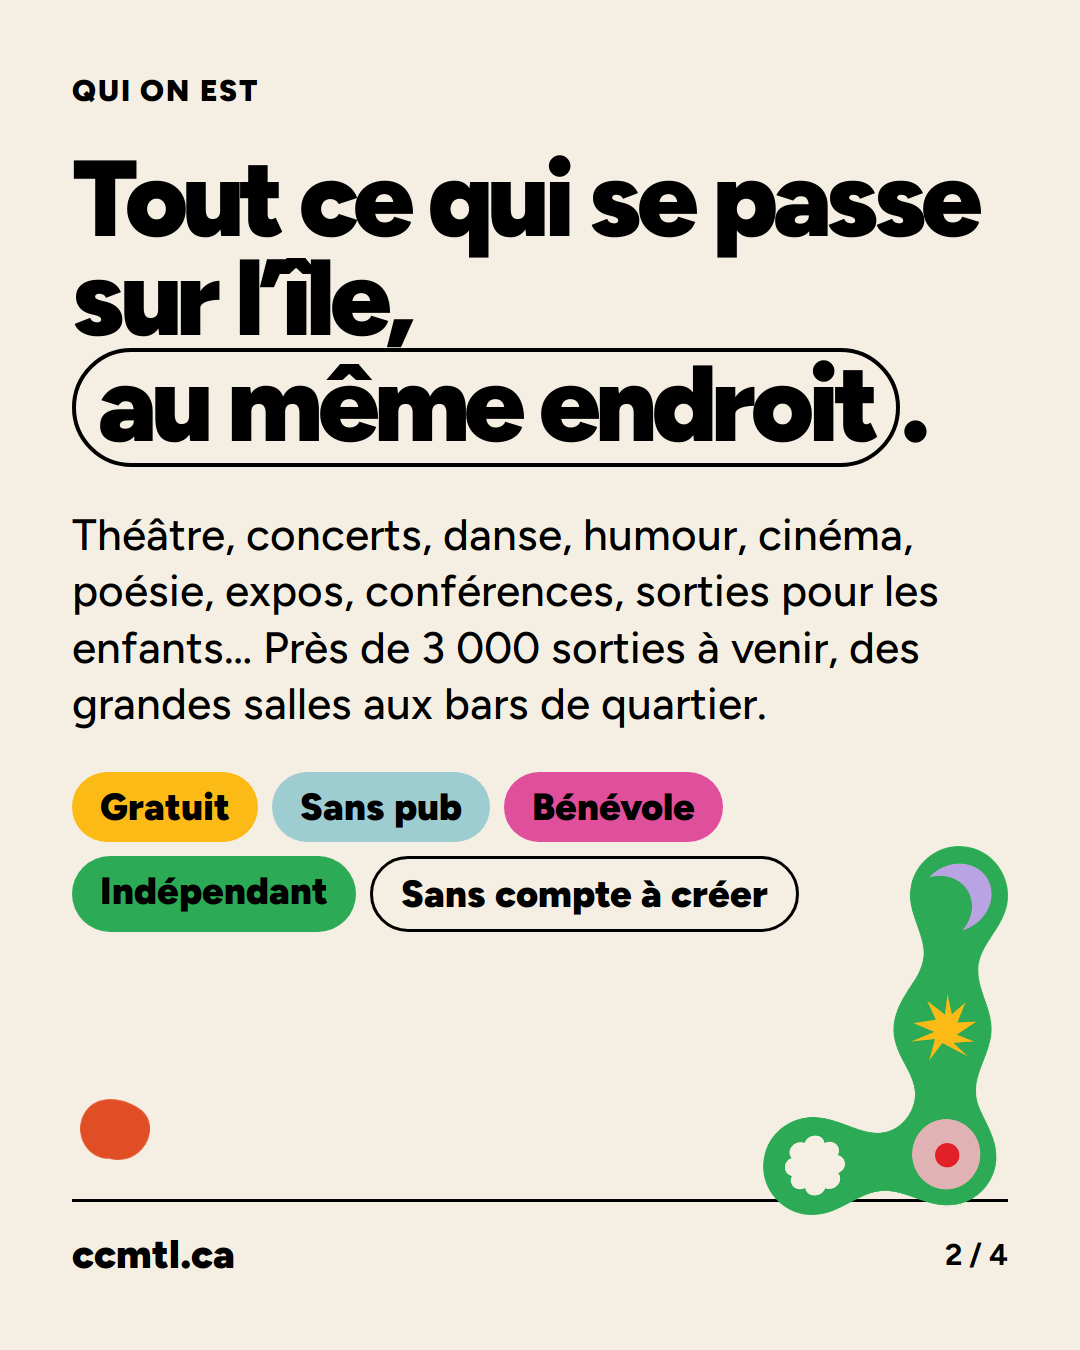 QUI ON EST
Tout ce qui se passe
sur l’île,
au même endroit.
Théâtre, concerts, danse, humour, cinéma,
poésie, expos, conférences, sorties pour les
enfants… Près de 3 000 sorties à venir, des
grandes salles aux bars de quartier.
Gratuit Sans pub Bénévole
Indépendant Sans compte à créer
ccmtl.ca 2 / 4